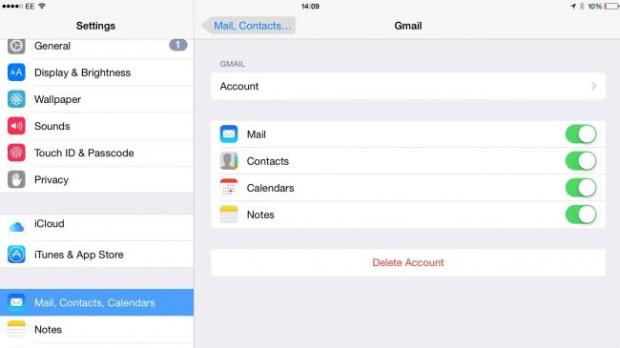 EE 14:09 10%
Settings
Mail, Contacts... Gmail
General 1
Display & Brightness
Wallpaper
Sounds
Touch ID & Passcode
Privacy
iCloud
iTunes & App Store
Mail, Contacts, Calendars
Notes
GMAIL
Account
Mail
Contacts
Calendars
Notes
Delete Account